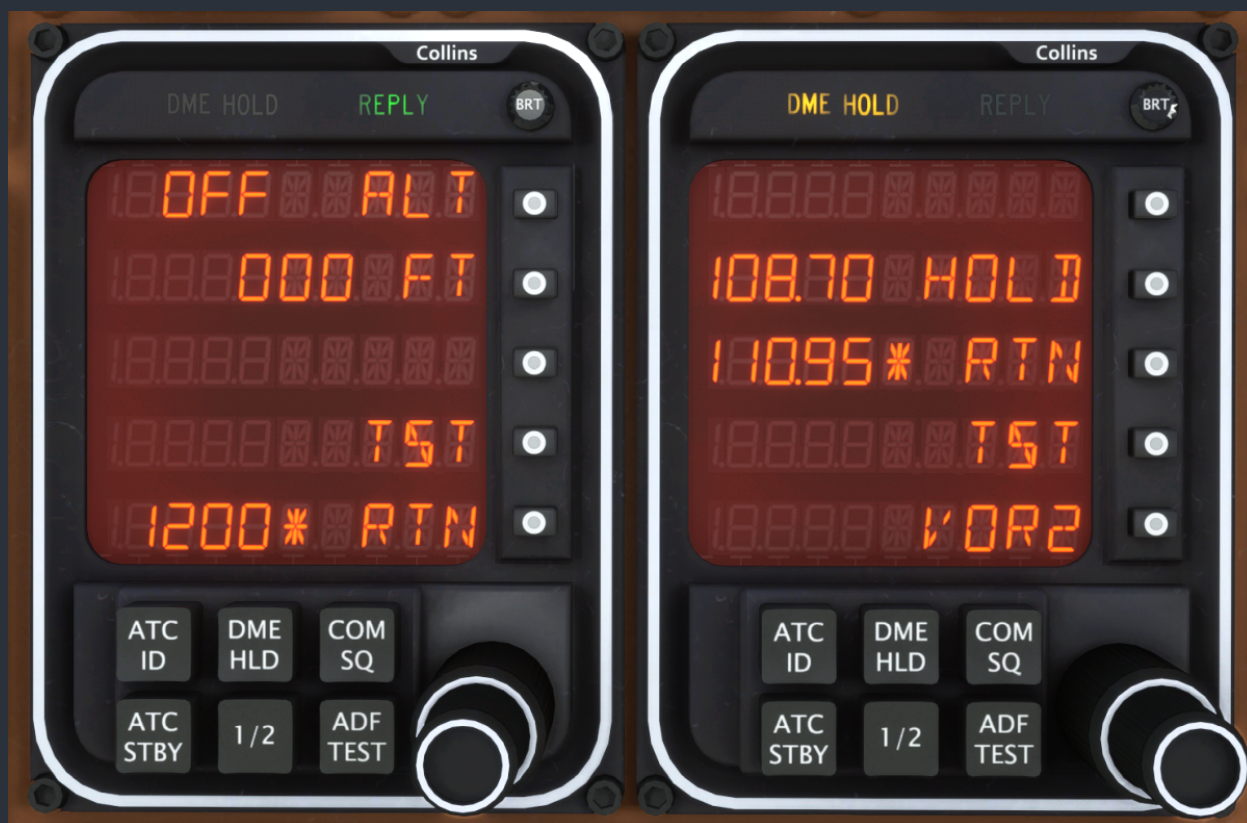 Collins
DME HOLD REPLY BRT
OFF ALT
000 FT
TST
1200* RTN
ATC ID
DME HLD
COM SQ
ATC STBY
1/2
ADF TEST
Collins
DME HOLD REPLY BRT
108.70 HOLD
110.95* RTN
TST
VOR2
ATC ID
DME HLD
COM SQ
ATC STBY
1/2
ADF TEST